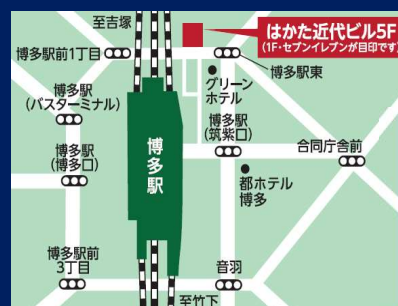 至吉塚
はかた近代ビル5F
(1F・セブンイレブンが目印です)
博多駅前1丁目
博多駅東
グリーン
ホテル
博多駅
(バスターミナル)
博多駅
(筑紫口)
合同庁舎前
博多駅
(博多口)
博多駅
都ホテル
博多
博多駅前
3丁目
音羽
至竹下